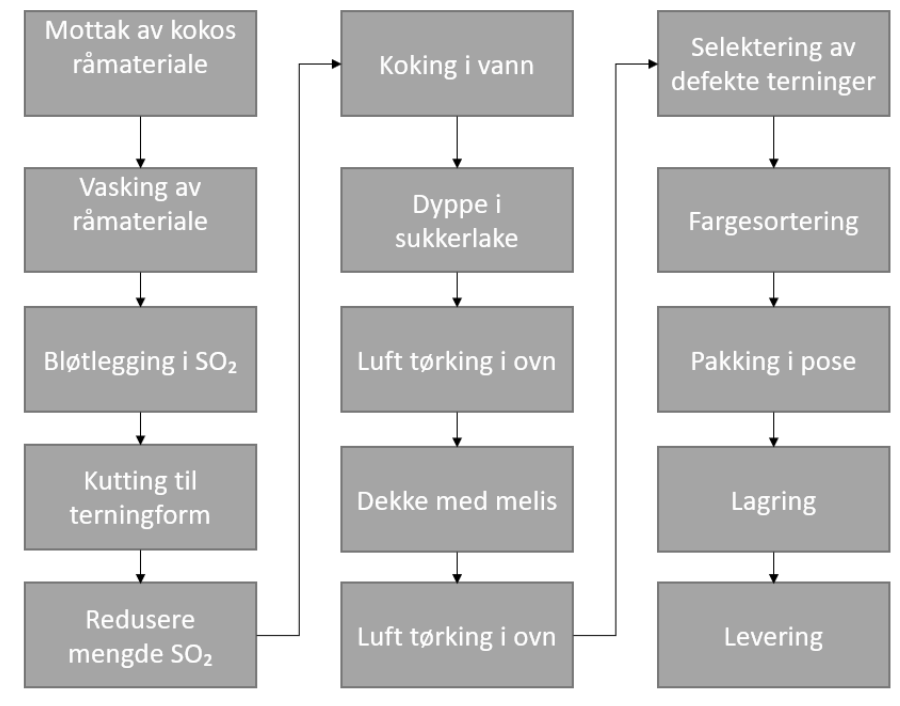 Mottak av kokos
råmateriale
Vasking av
råmateriale
Bløtlegging i SO₂
Kutting til
terningform
Redusere
mengde SO₂
Koking i vann
Dyppe i
sukkerlake
Luft tørking i ovn
Dekke med melis
Luft tørking i ovn
Selektering av
defekte terninger
Fargesortering
Pakking i pose
Lagring
Levering